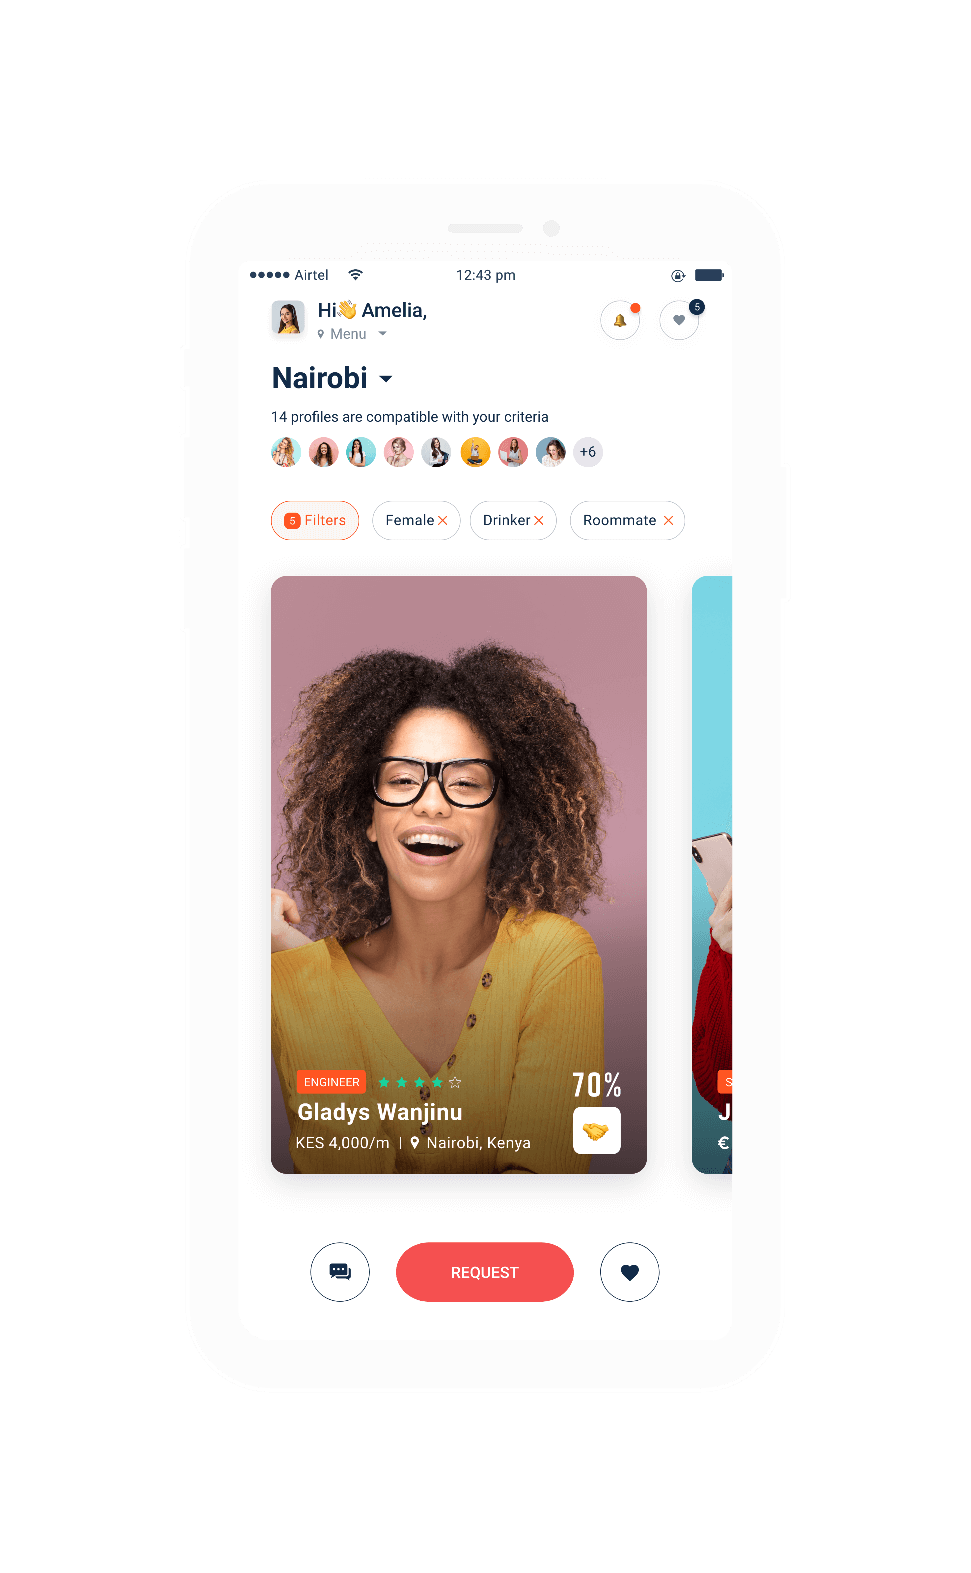 Airtel 12:43 pm
Hi👋 Amelia,
Menu
5
Nairobi
14 profiles are compatible with your criteria
+6
5 Filters Female Drinker Roommate
ENGINEER 70%
Gladys Wanjinu
KES 4,000/m | Nairobi, Kenya
S
J
€
REQUEST